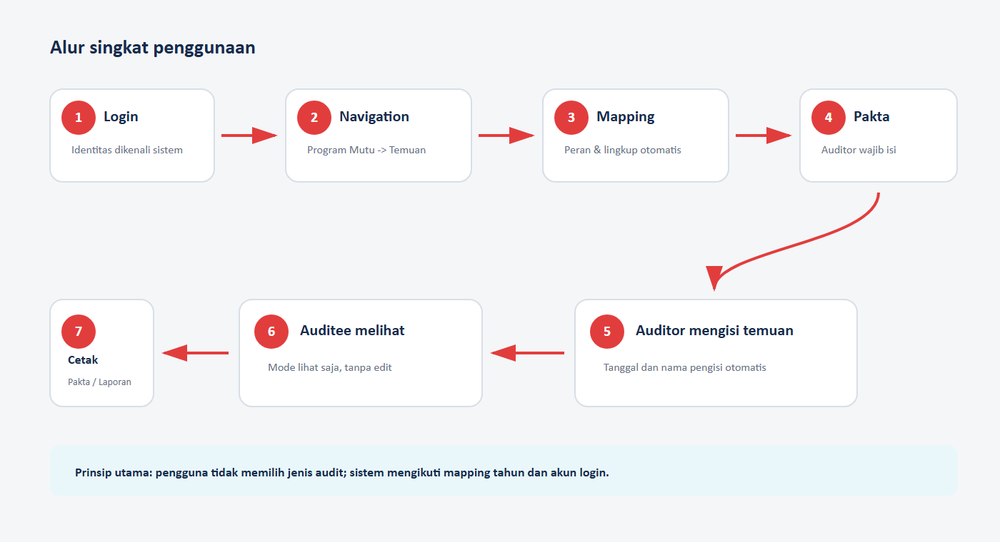 Alur singkat penggunaan
1 Login
Identitas dikenali sistem
2 Navigation
Program Mutu -> Temuan
3 Mapping
Peran & lingkup otomatis
4 Pakta
Auditor wajib isi
5 Auditor mengisi temuan
Tanggal dan nama pengisi otomatis
6 Auditee melihat
Mode lihat saja, tanpa edit
7
Cetak
Pakta / Laporan
Prinsip utama: pengguna tidak memilih jenis audit; sistem mengikuti mapping tahun dan akun login.